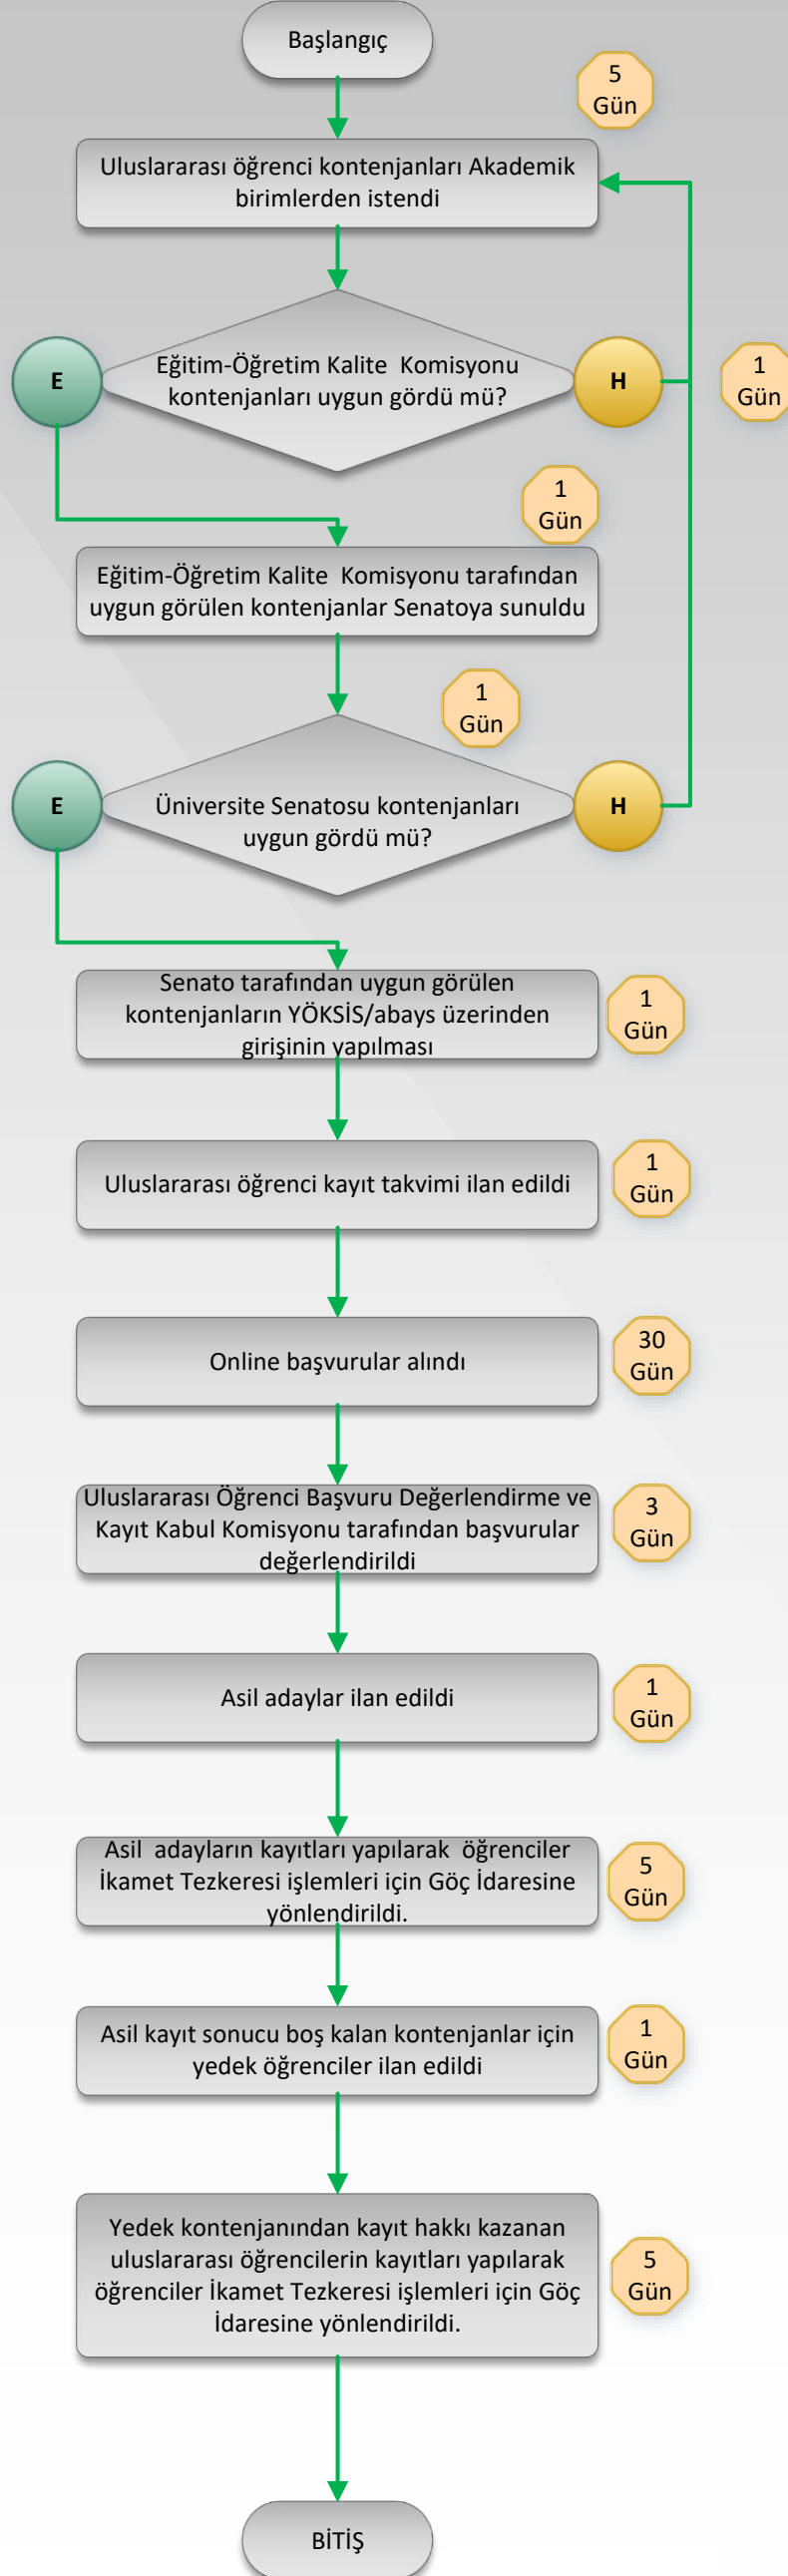 Başlangıç
5
Gün
Uluslararası öğrenci kontenjanları Akademik
birimlerden istendi
E
Eğitim-Öğretim Kalite  Komisyonu
kontenjanları uygun gördü mü?
H
1
Gün
1
Gün
Eğitim-Öğretim Kalite  Komisyonu tarafından
uygun görülen kontenjanlar Senatoya sunuldu
1
Gün
E
Üniversite Senatosu kontenjanları
uygun gördü mü?
H
Senato tarafından uygun görülen
kontenjanların YÖKSİS/abays üzerinden
girişinin yapılması
1
Gün
Uluslararası öğrenci kayıt takvimi ilan edildi
1
Gün
Online başvurular alındı
30
Gün
Uluslararası Öğrenci Başvuru Değerlendirme ve
Kayıt Kabul Komisyonu tarafından başvurular
değerlendirildi
3
Gün
Asil adaylar ilan edildi
1
Gün
Asil  adayların kayıtları yapılarak  öğrenciler
İkamet Tezkeresi işlemleri için Göç İdaresine
yönlendirildi.
5
Gün
Asil kayıt sonucu boş kalan kontenjanlar için
yedek öğrenciler ilan edildi
1
Gün
Yedek kontenjanından kayıt hakkı kazanan
uluslararası öğrencilerin kayıtları yapılarak
öğrenciler İkamet Tezkeresi işlemleri için Göç
İdaresine yönlendirildi.
5
Gün
BİTİŞ